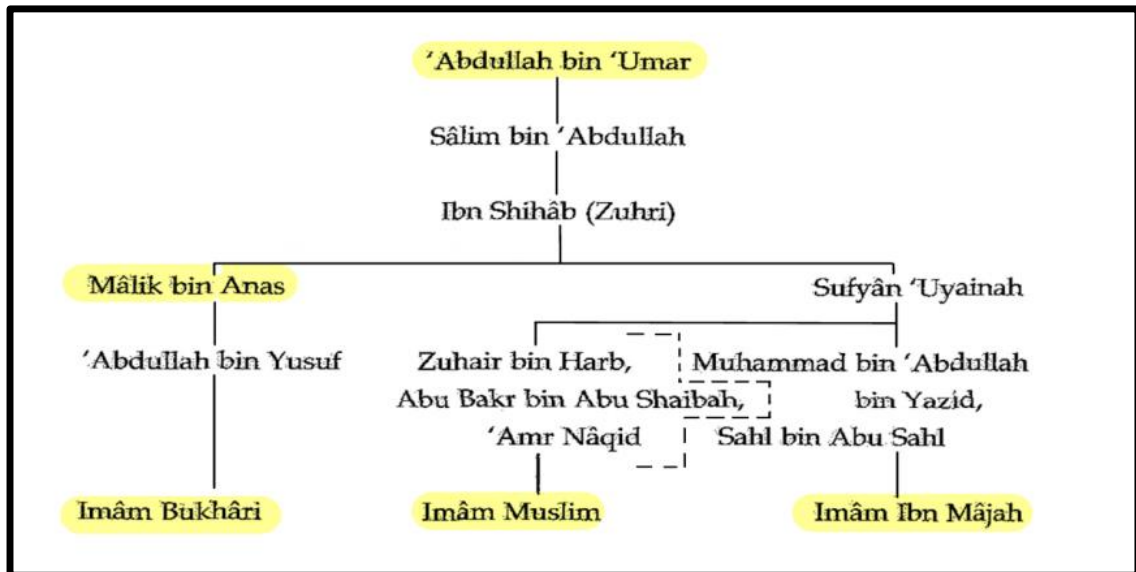 ‘Abdullah bin ‘Umar
Sâlim bin ‘Abdullah
Ibn Shihâb (Zuhri)
Mâlik bin Anas
Sufyân ‘Uyainah
‘Abdullah bin Yusuf
Zuhair bin Harb,
Abu Bakr bin Abu Shaibah,
‘Amr Nâqid
Muhammad bin ‘Abdullah
bin Yazid,
Sahl bin Abu Sahl
Imâm Bukhâri
Imâm Muslim
Imâm Ibn Mâjah